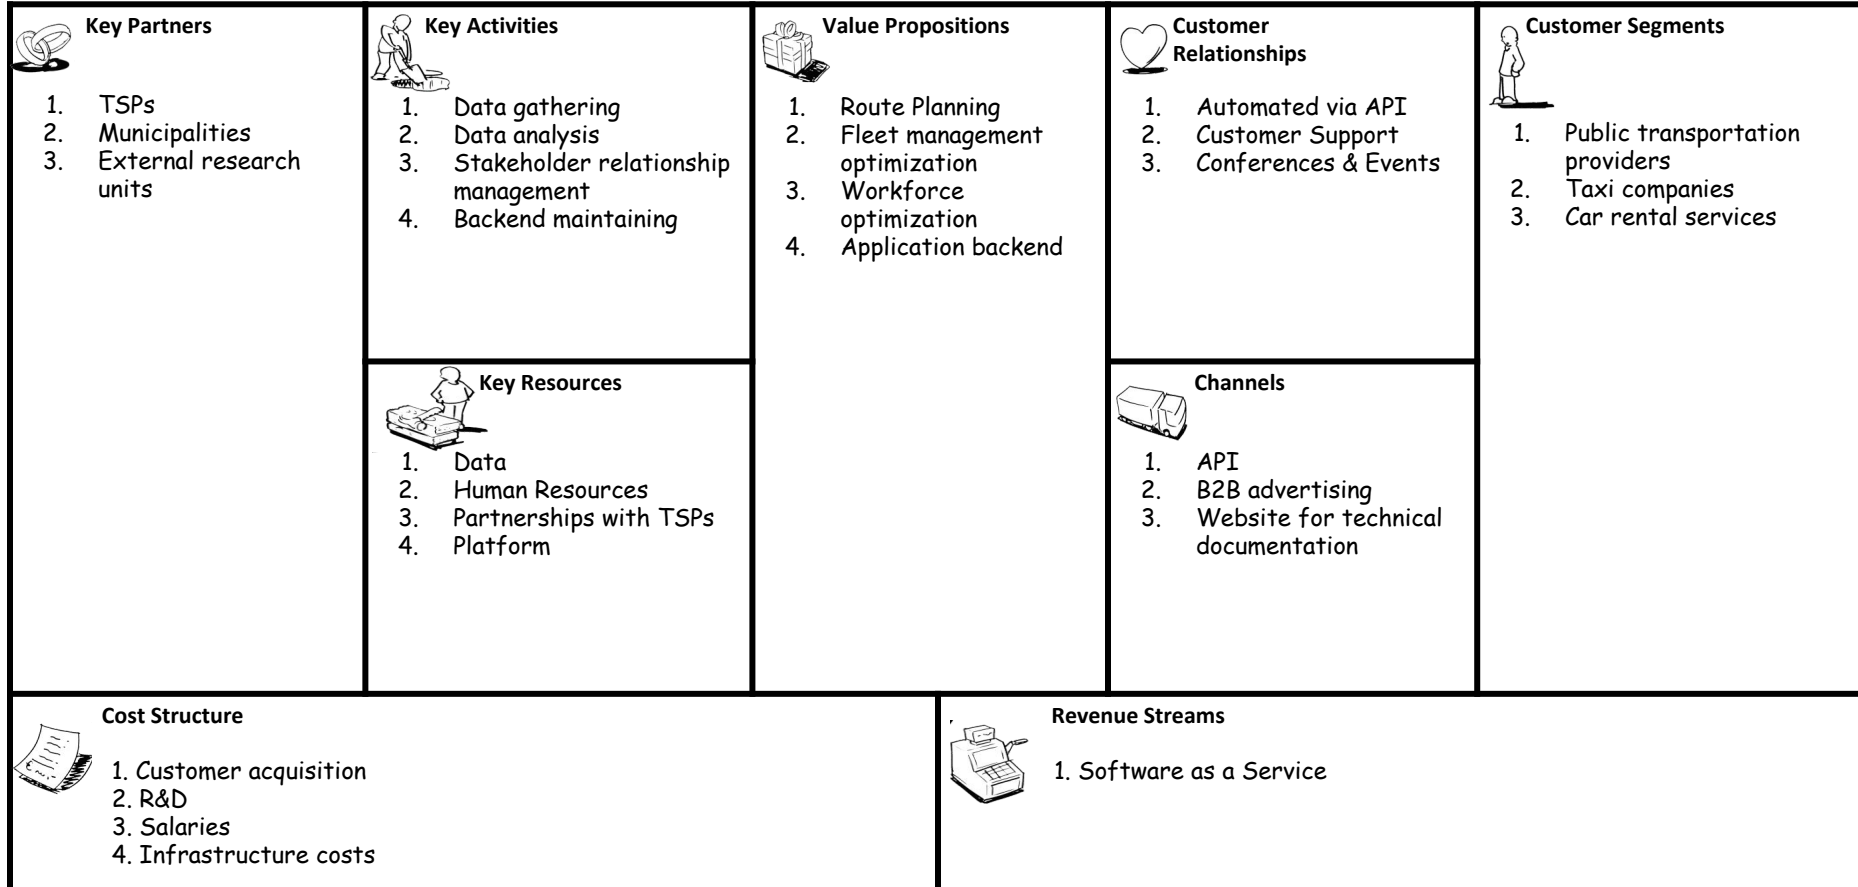 Key Partners
1. TSPs
2. Municipalities
3. External research
units
Key Activities
1. Data gathering
2. Data analysis
3. Stakeholder relationship
management
4. Backend maintaining
Key Resources
1. Data
2. Human Resources
3. Partnerships with TSPs
4. Platform
Value Propositions
1. Route Planning
2. Fleet management
optimization
3. Workforce
optimization
4. Application backend
Customer
Relationships
1. Automated via API
2. Customer Support
3. Conferences & Events
Channels
1. API
2. B2B advertising
3. Website for technical
documentation
Customer Segments
1. Public transportation
providers
2. Taxi companies
3. Car rental services
Cost Structure
1. Customer acquisition
2. R&D
3. Salaries
4. Infrastructure costs
Revenue Streams
1. Software as a Service